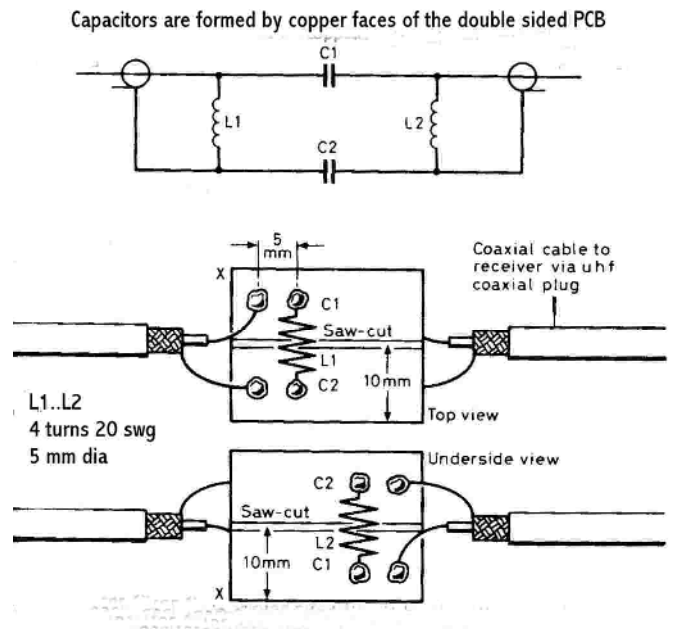 Capacitors are formed by copper faces of the double sided PCB
C1
L1
L2
C2
5
mm
X
C1
Saw-cut
L1
C2
10mm
Top view
Coaxial cable to
receiver via uhf
coaxial plug
L1..L2
4 turns 20 swg
5 mm dia
Underside view
C2
Saw-cut
L2
10mm
C1
X